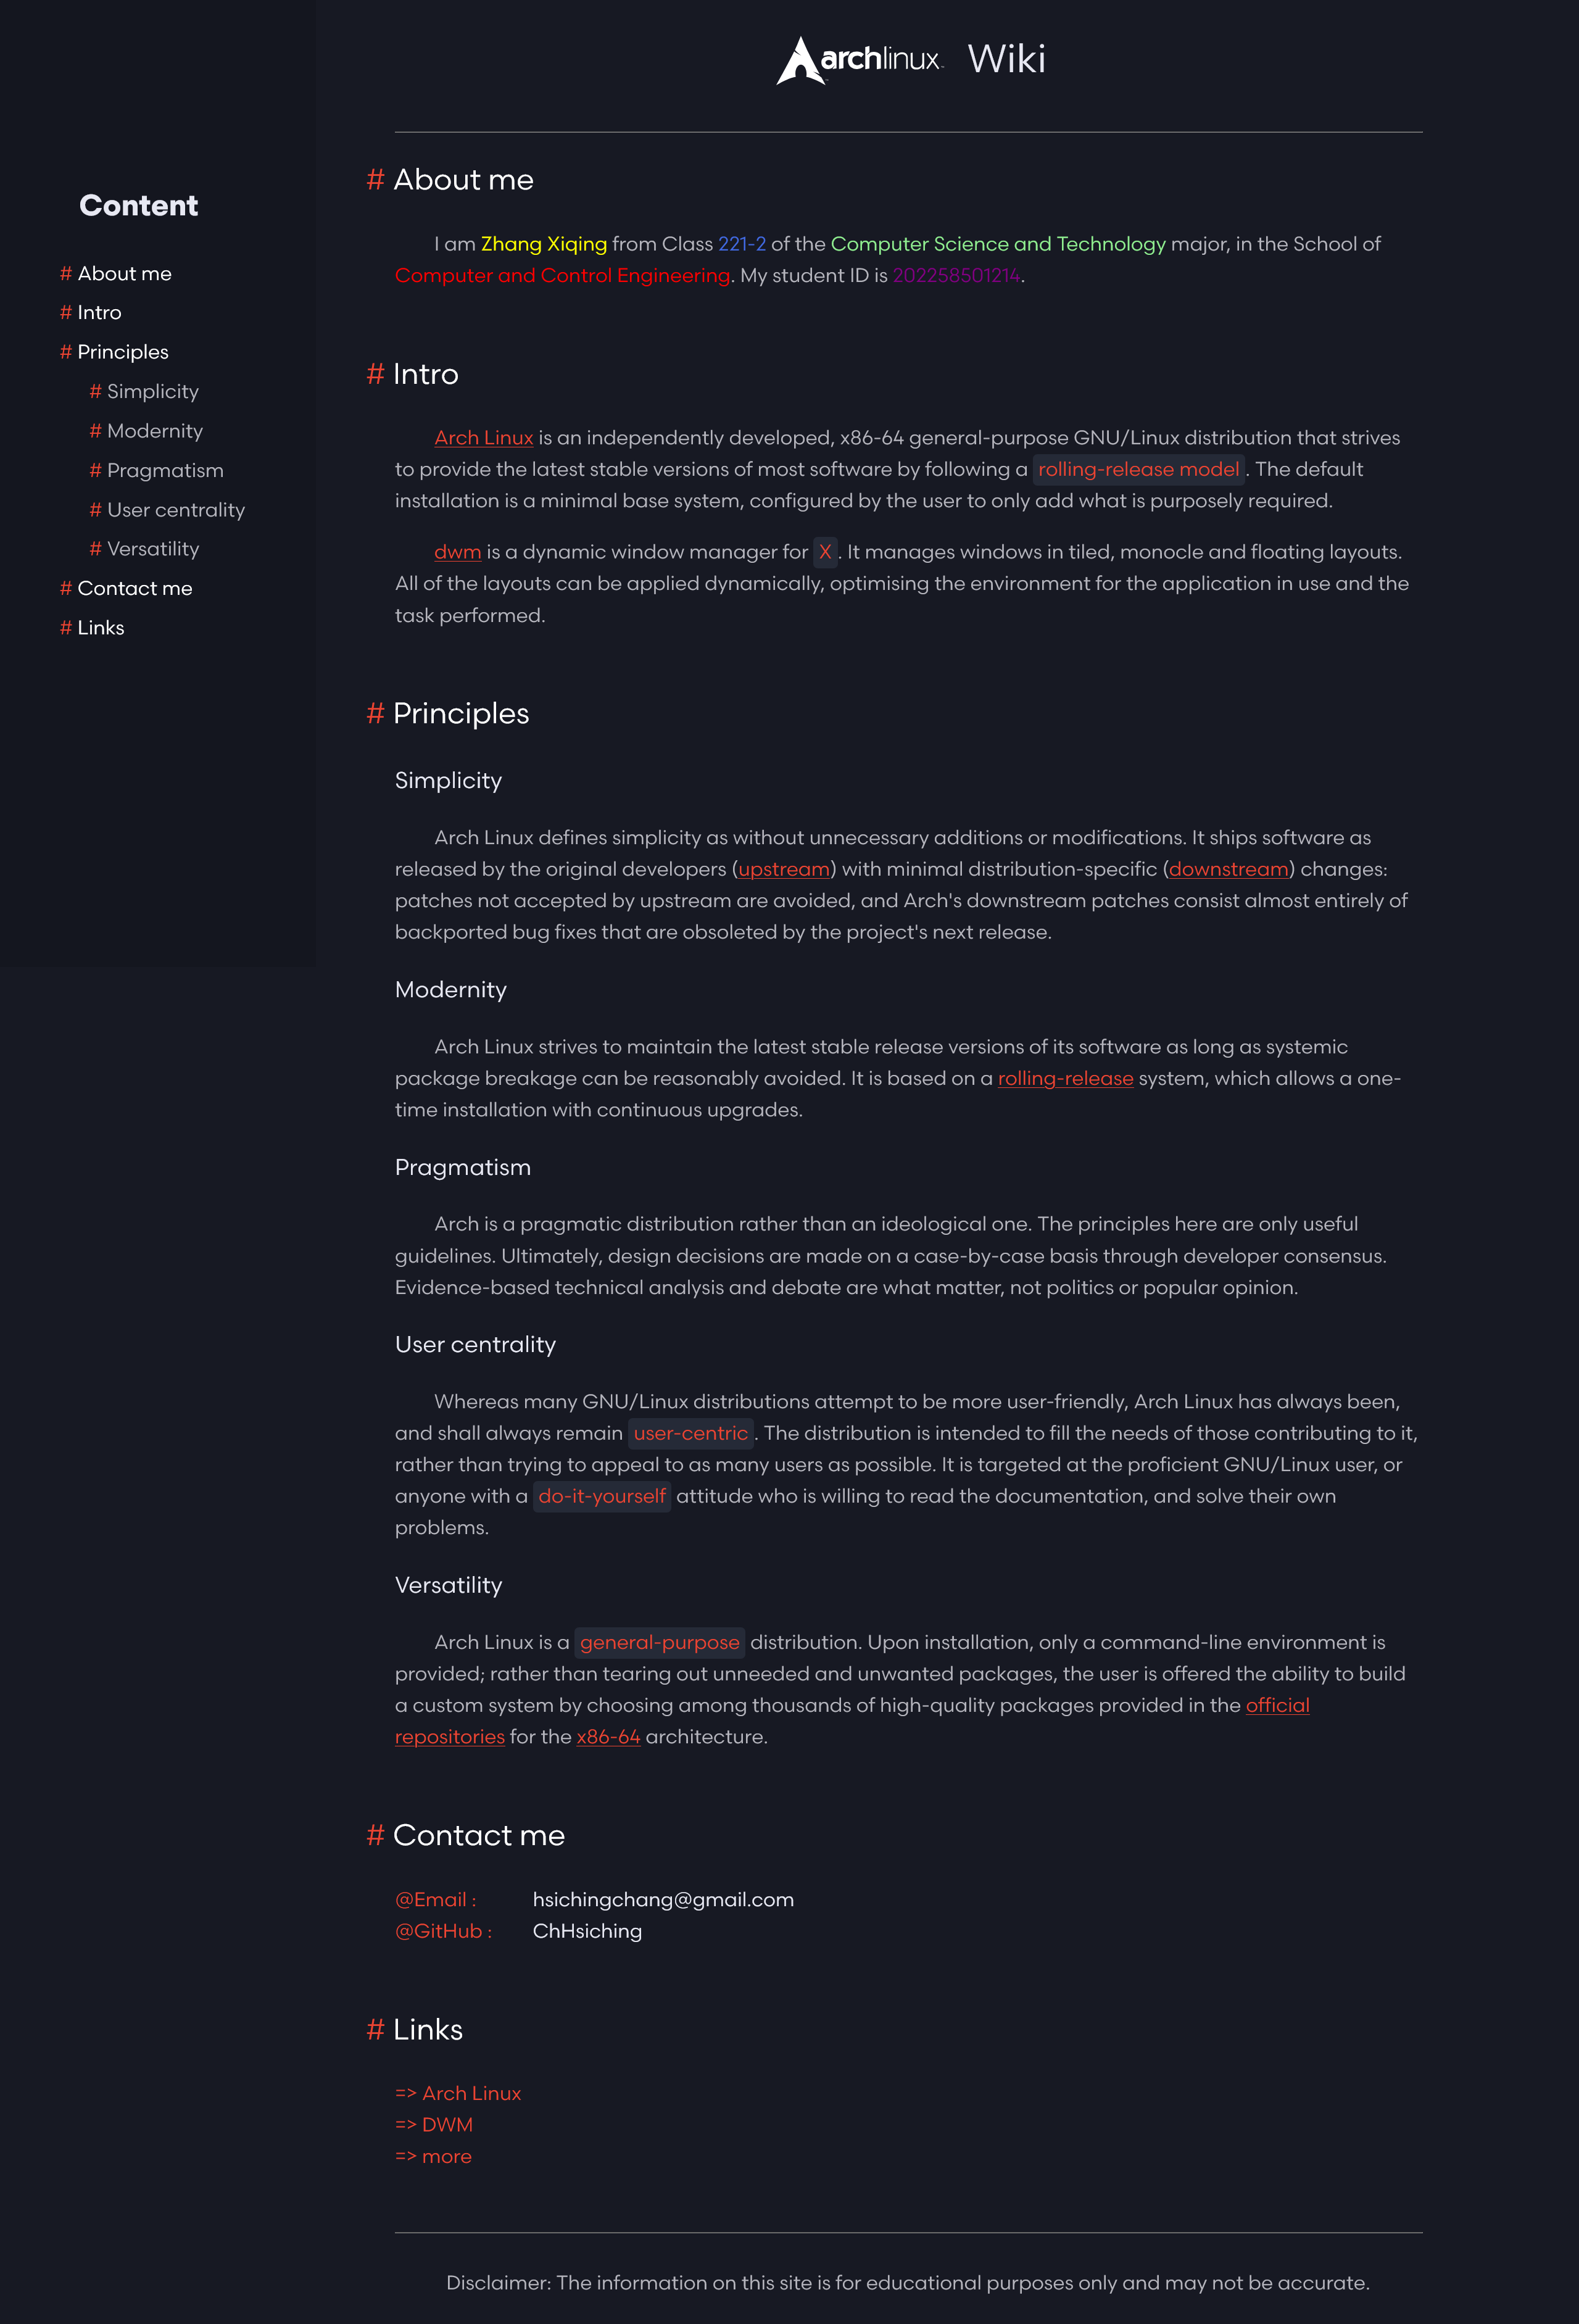 archlinux Wiki
Content
# About me
# Intro
# Principles
# Simplicity
# Modernity
# Pragmatism
# User centrality
# Versatility
# Contact me
# Links
# About me
I am Zhang Xiqing from Class 221-2 of the Computer Science and Technology major, in the School of
Computer and Control Engineering. My student ID is 202258501214.
# Intro
Arch Linux is an independently developed, x86-64 general-purpose GNU/Linux distribution that strives
to provide the latest stable versions of most software by following a rolling-release model. The default
installation is a minimal base system, configured by the user to only add what is purposely required.
dwm is a dynamic window manager for X. It manages windows in tiled, monocle and floating layouts.
All of the layouts can be applied dynamically, optimising the environment for the application in use and the
task performed.
# Principles
Simplicity
Arch Linux defines simplicity as without unnecessary additions or modifications. It ships software as
released by the original developers (upstream) with minimal distribution-specific (downstream) changes:
patches not accepted by upstream are avoided, and Arch's downstream patches consist almost entirely of
backported bug fixes that are obsoleted by the project's next release.
Modernity
Arch Linux strives to maintain the latest stable release versions of its software as long as systemic
package breakage can be reasonably avoided. It is based on a rolling-release system, which allows a one-
time installation with continuous upgrades.
Pragmatism
Arch is a pragmatic distribution rather than an ideological one. The principles here are only useful
guidelines. Ultimately, design decisions are made on a case-by-case basis through developer consensus.
Evidence-based technical analysis and debate are what matter, not politics or popular opinion.
User centrality
Whereas many GNU/Linux distributions attempt to be more user-friendly, Arch Linux has always been,
and shall always remain user-centric. The distribution is intended to fill the needs of those contributing to it,
rather than trying to appeal to as many users as possible. It is targeted at the proficient GNU/Linux user, or
anyone with a do-it-yourself attitude who is willing to read the documentation, and solve their own
problems.
Versatility
Arch Linux is a general-purpose distribution. Upon installation, only a command-line environment is
provided; rather than tearing out unneeded and unwanted packages, the user is offered the ability to build
a custom system by choosing among thousands of high-quality packages provided in the official
repositories for the x86-64 architecture.
# Contact me
@Email : hsichingchang@gmail.com
@GitHub : ChHsiching
# Links
=> Arch Linux
=> DWM
=> more
Disclaimer: The information on this site is for educational purposes only and may not be accurate.